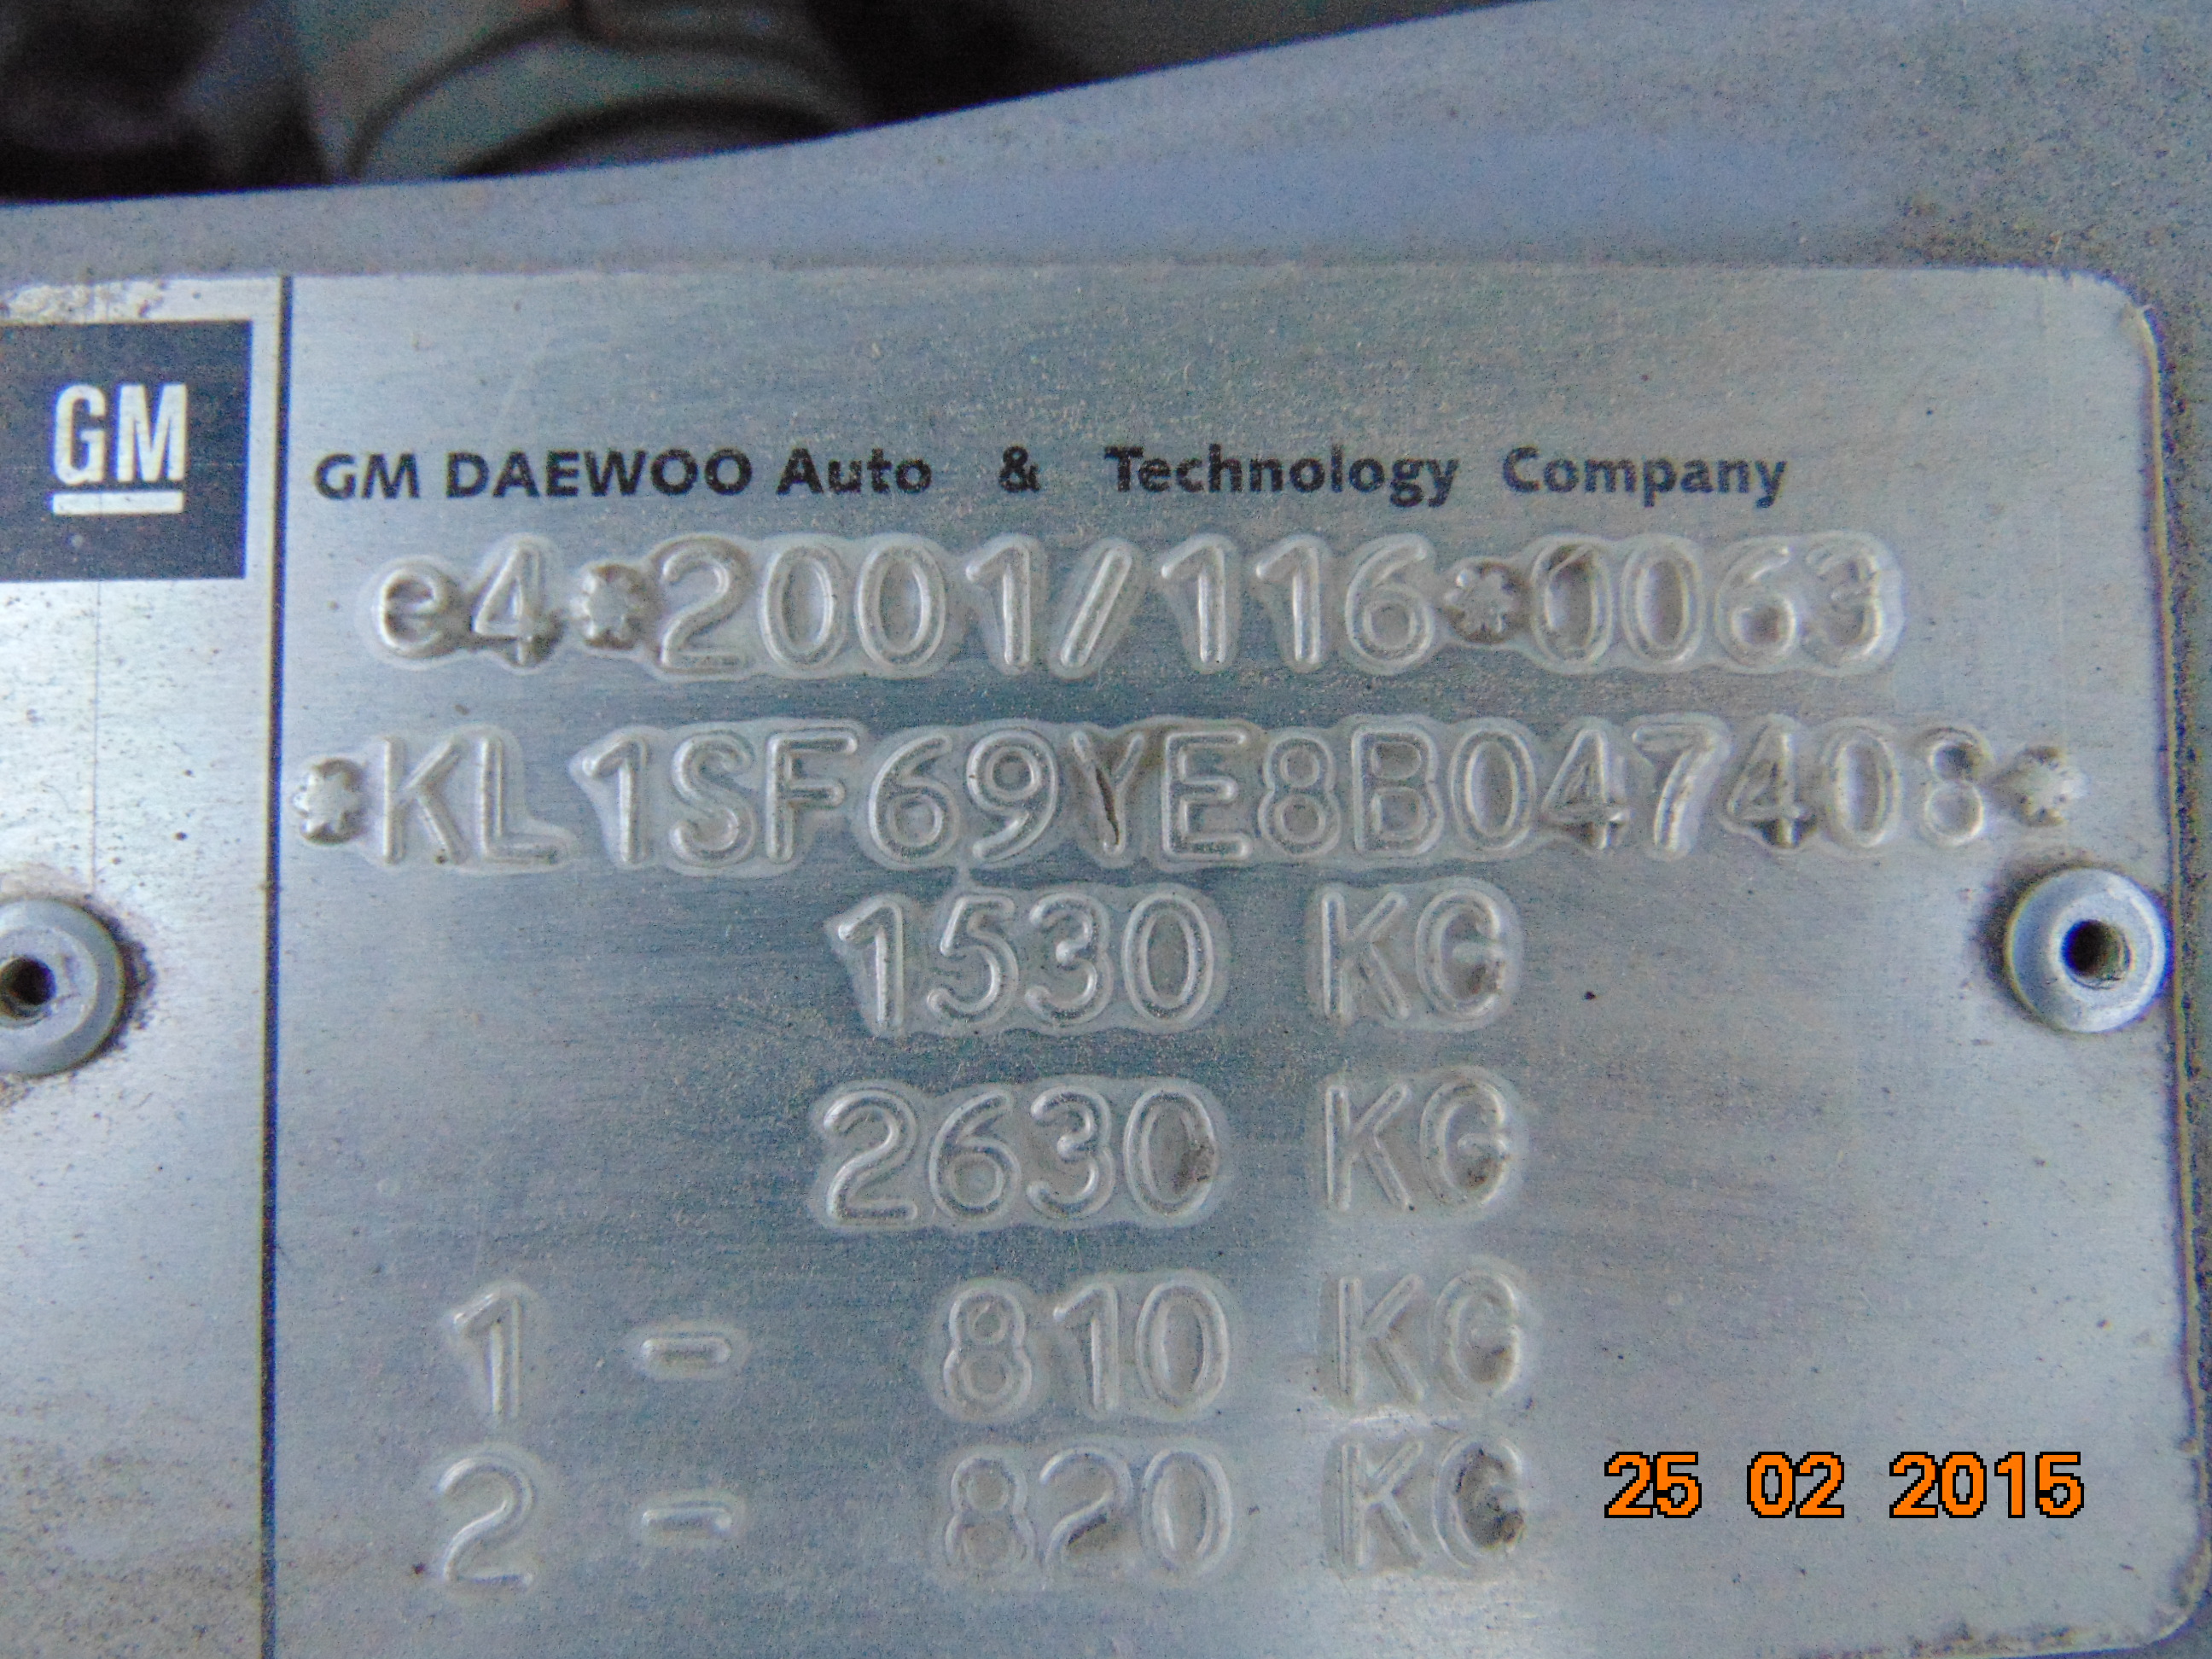 GM
GM DAEWOO Auto & Technology Company
e4*2001/116*0063
*KL1SF69YE8B047408*
1530 KG
2630 KG
1 - 810 KG
2 - 820 KG
25 02 2015